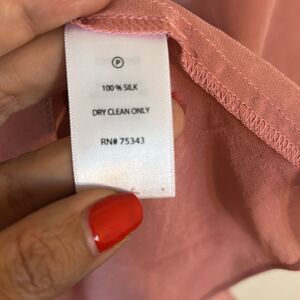 P
100 % SILK
DRY CLEAN ONLY
RN# 75343